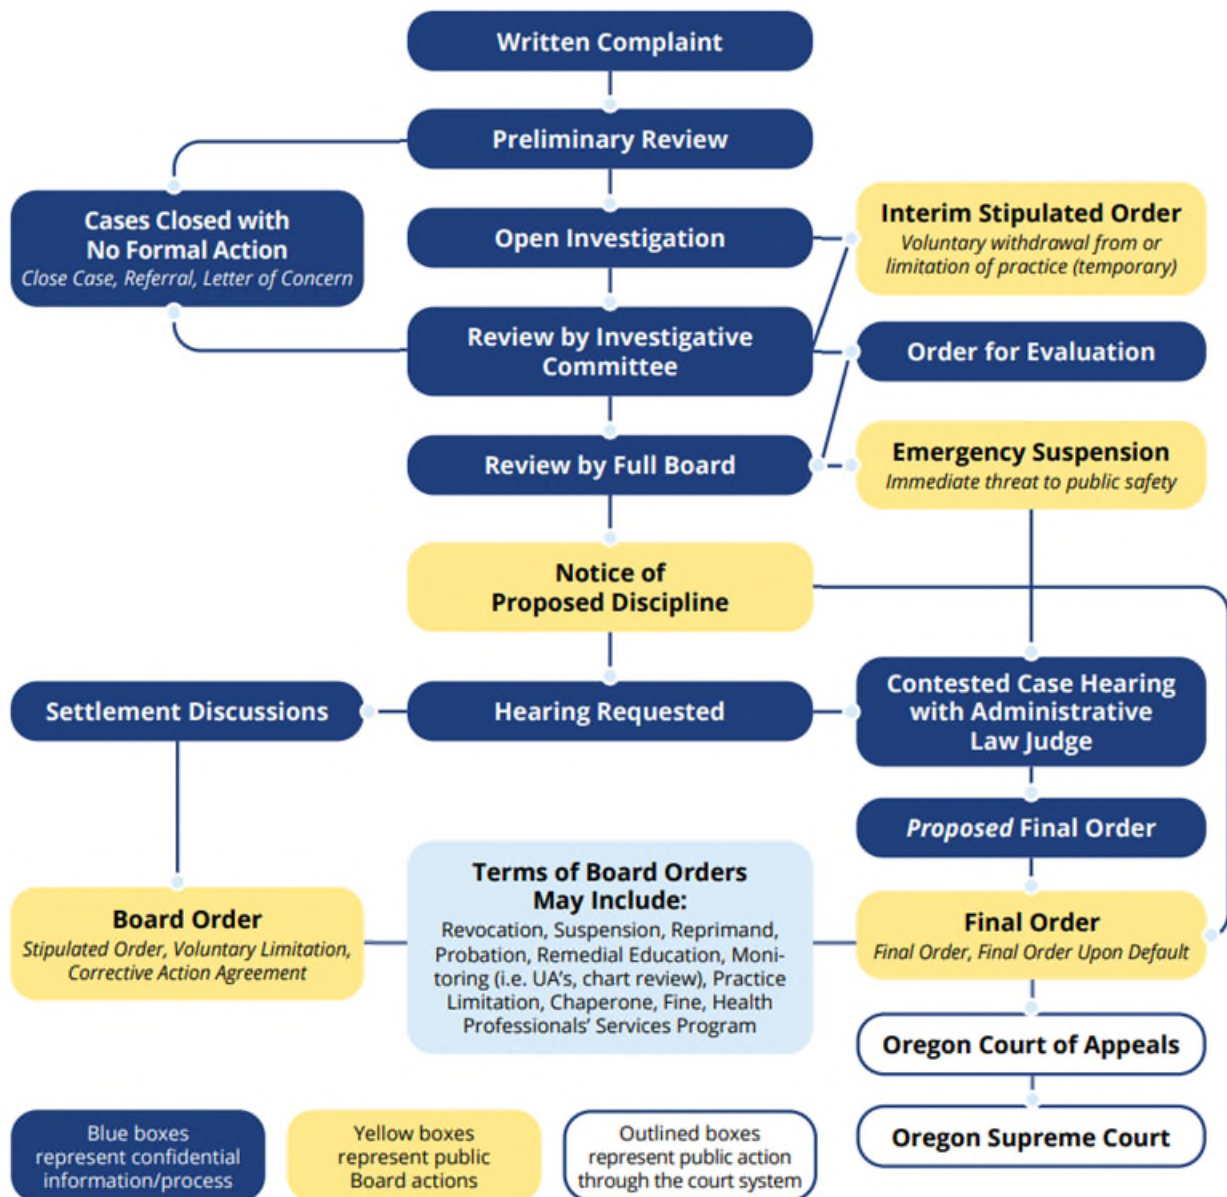 Written Complaint
Preliminary Review
Cases Closed with
No Formal Action
Close Case, Referral, Letter of Concern
Open Investigation
Interim Stipulated Order
Voluntary withdrawal from or
limitation of practice (temporary)
Review by Investigative
Committee
Order for Evaluation
Review by Full Board
Emergency Suspension
Immediate threat to public safety
Notice of
Proposed Discipline
Settlement Discussions
Hearing Requested
Contested Case Hearing
with Administrative
Law Judge
Proposed Final Order
Board Order
Stipulated Order, Voluntary Limitation,
Corrective Action Agreement
Terms of Board Orders
May Include:
Revocation, Suspension, Reprimand,
Probation, Remedial Education, Moni-
toring (i.e. UA's, chart review), Practice
Limitation, Chaperone, Fine, Health
Professionals' Services Program
Final Order
Final Order, Final Order Upon Default
Oregon Court of Appeals
Oregon Supreme Court
Blue boxes
represent confidential
information/process
Yellow boxes
represent public
Board actions
Outlined boxes
represent public action
through the court system